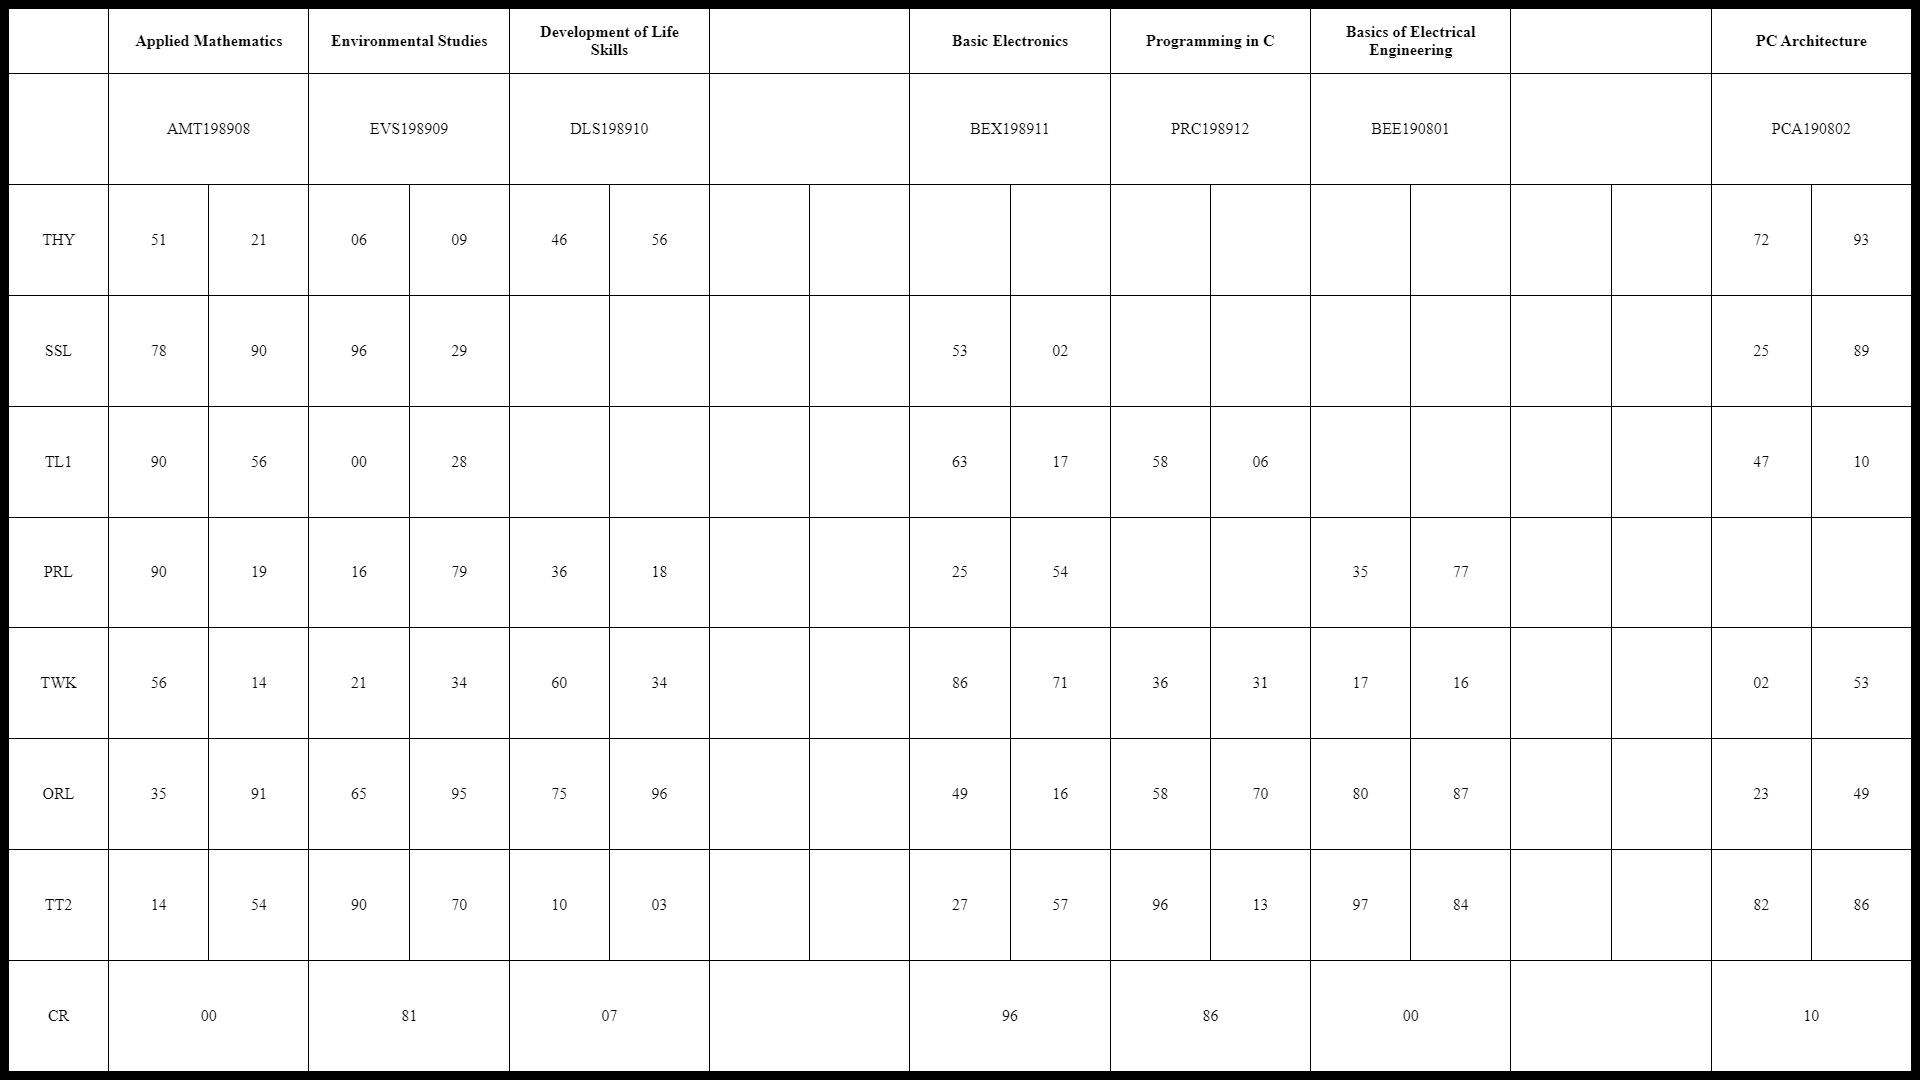 Applied Mathematics Environmental Studies Development of Life Skills Basic Electronics Programming in C Basics of Electrical Engineering PC Architecture
AMT198908 EVS198909 DLS198910 BEX198911 PRC198912 BEE190801 PCA190802
THY 51 21 06 09 46 56 72 93
SSL 78 90 96 29 53 02 25 89
TL1 90 56 00 28 63 17 58 06 47 10
PRL 90 19 16 79 36 18 25 54 35 77
TWK 56 14 21 34 60 34 86 71 36 31 17 16 02 53
ORL 35 91 65 95 75 96 49 16 58 70 80 87 23 49
TT2 14 54 90 70 10 03 27 57 96 13 97 84 82 86
CR 00 81 07 96 86 00 10